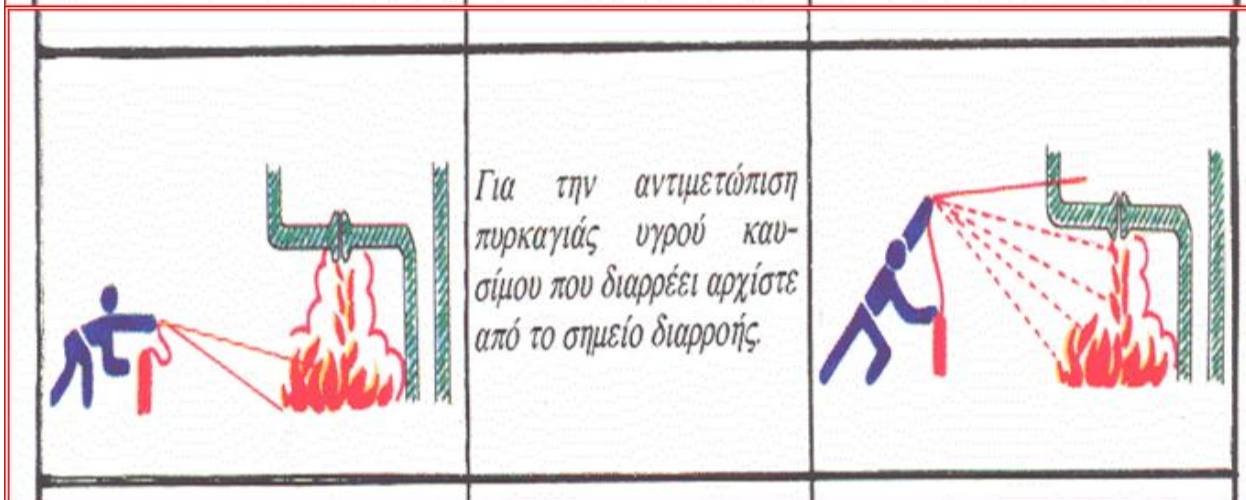 Για την αντιμετώπιση
πυρκαγιάς υγρού καυ-
σίμου που διαρρέει αρχίστε
από το σημείο διαρροής.